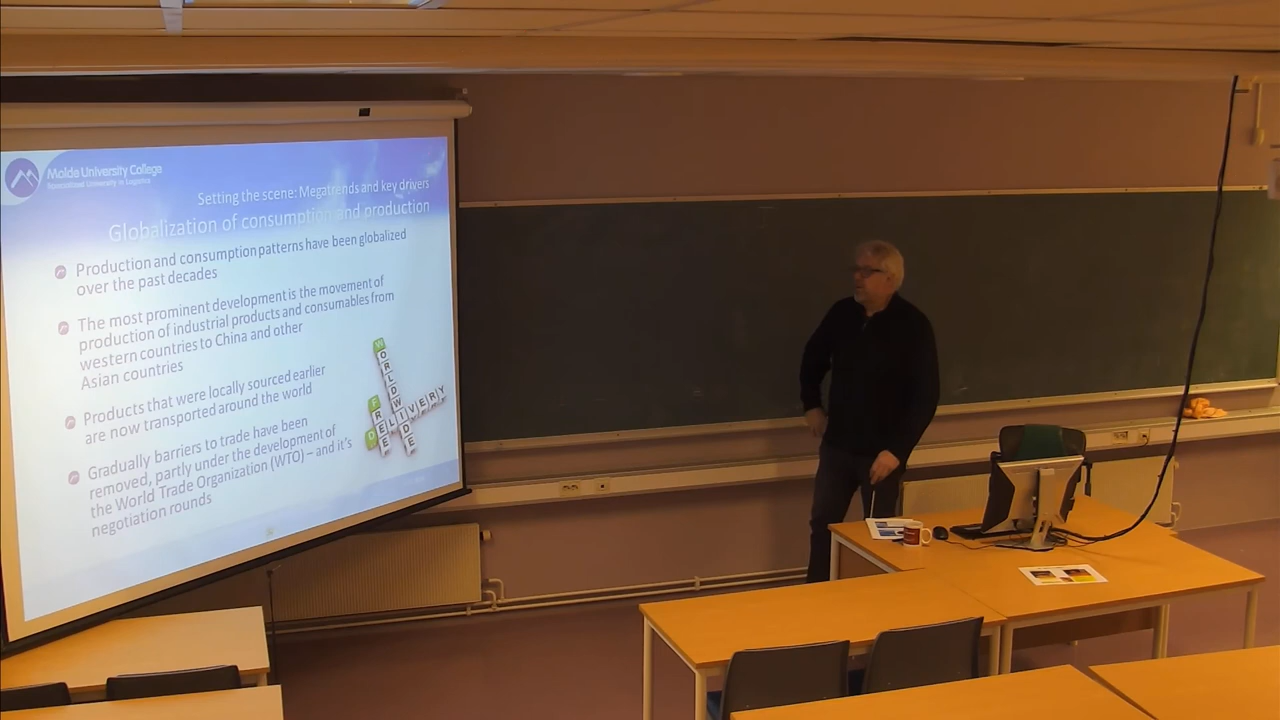 Molde University College
Specialized University in Logistics
Setting the scene: Megatrends and key drivers
Globalization of consumption and production
Production and consumption patterns have been globalized
over the past decades
The most prominent development is the movement of
production of industrial products and consumables from
western countries to China and other
Asian countries
Products that were locally sourced earlier
are now transported around the world
Gradually barriers to trade have been
removed, partly under the development of
the World Trade Organization (WTO) – and it's
negotiation rounds
WORLDWIDE
FREE
DELIVERY